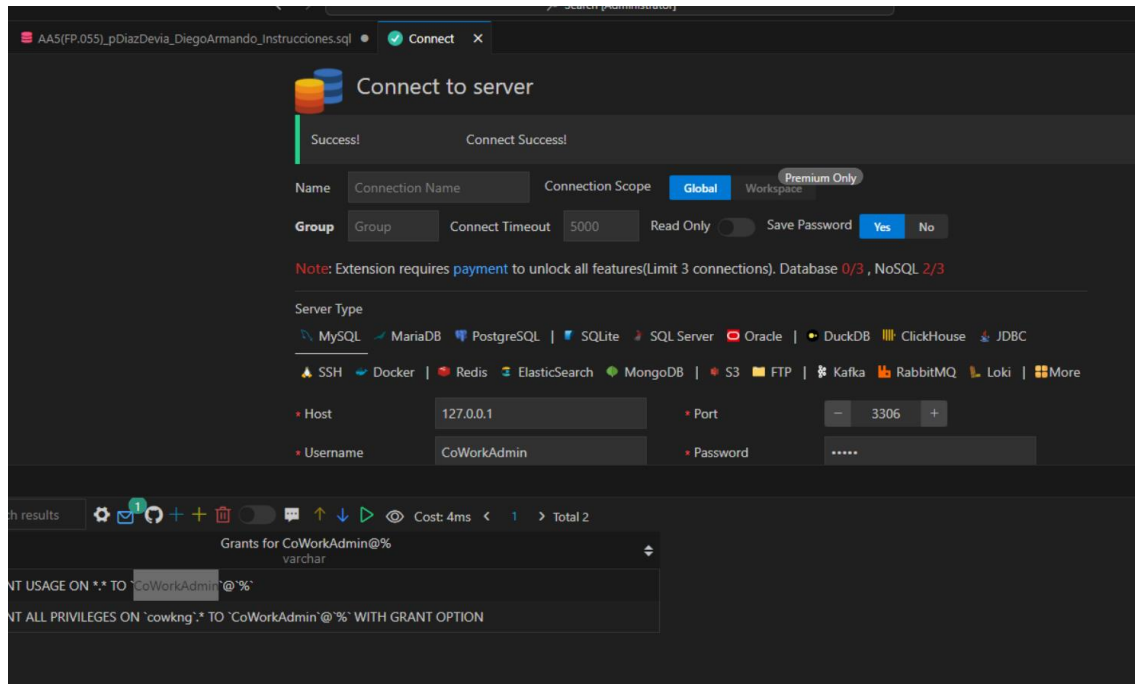 Search [Administrator]
AA5(FP.055)_pDiazDevia_DiegoArmando_Instrucciones.sql
Connect
Connect to server
Success! Connect Success!
Name Connection Name Connection Scope Global Workspace Premium Only
Group Group Connect Timeout 5000 Read Only Save Password Yes No
Note: Extension requires payment to unlock all features(Limit 3 connections). Database 0/3 , NoSQL 2/3
Server Type
MySQL MariaDB PostgreSQL | SQLite SQL Server Oracle | DuckDB ClickHouse JDBC
SSH Docker | Redis ElasticSearch MongoDB | S3 FTP | Kafka RabbitMQ Loki | More
* Host 127.0.0.1 * Port − 3306 +
* Username CoWorkAdmin * Password •••••
results 1 Cost: 4ms < 1 > Total 2
Grants for CoWorkAdmin@%
varchar
USAGE ON *.* TO `CoWorkAdmin`@`%`
ALL PRIVILEGES ON `cowkng`.* TO `CoWorkAdmin`@`%` WITH GRANT OPTION